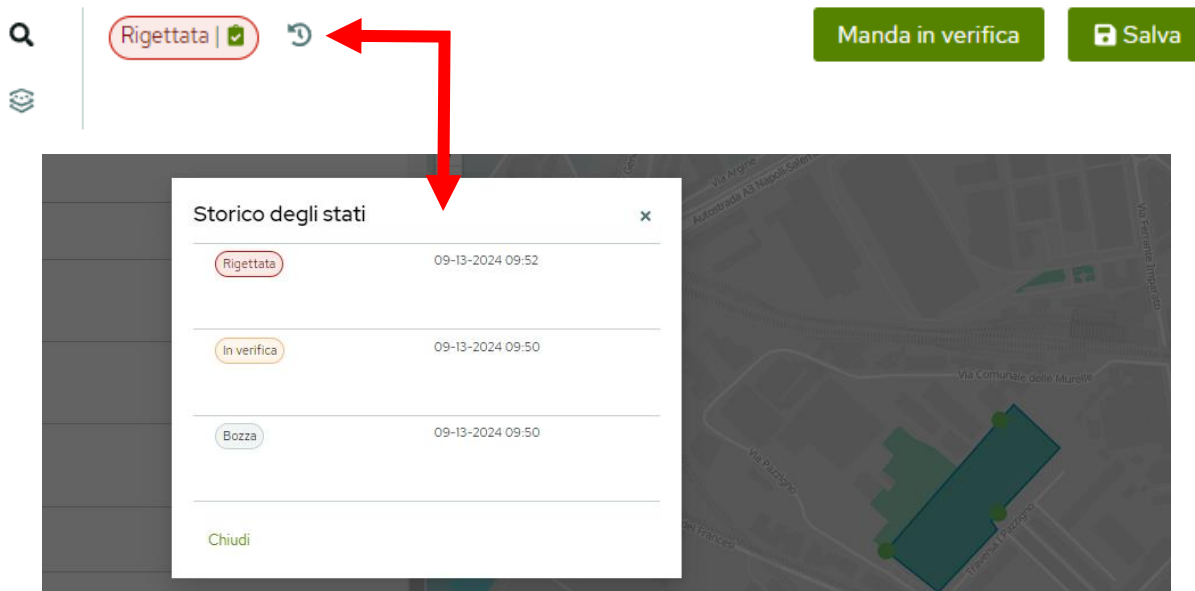 Rigettata |
Manda in verifica
Salva
Via Argine
Autostrada A3 Napoli-Salerno
Storico degli stati
Via Ferrante Imparato
Rigettata 09-13-2024 09:52
In verifica 09-13-2024 09:50
Via Comunale delle Murelle
Bozza 09-13-2024 09:50
Via Pazzigno
dei Francesi
Traversa I Pazzigno
Chiudi